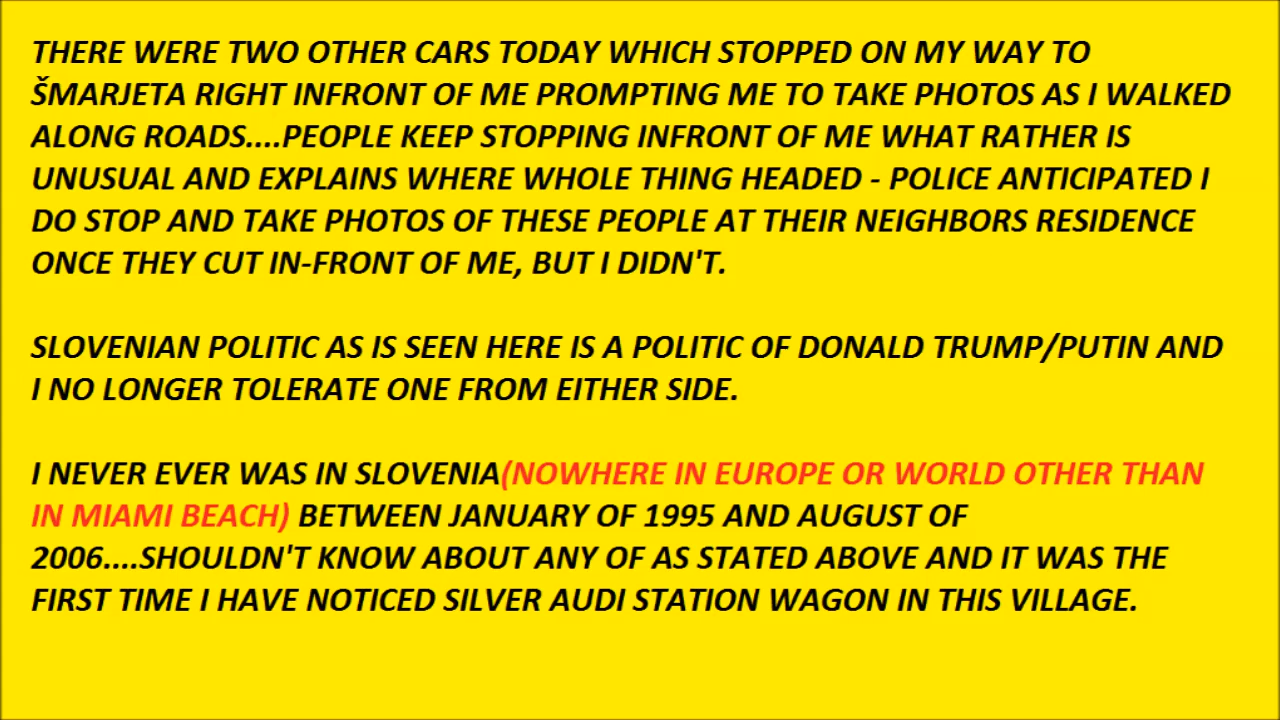 THERE WERE TWO OTHER CARS TODAY WHICH STOPPED ON MY WAY TO
ŠMARJETA RIGHT INFRONT OF ME PROMPTING ME TO TAKE PHOTOS AS I WALKED
ALONG ROADS....PEOPLE KEEP STOPPING INFRONT OF ME WHAT RATHER IS
UNUSUAL AND EXPLAINS WHERE WHOLE THING HEADED - POLICE ANTICIPATED I
DO STOP AND TAKE PHOTOS OF THESE PEOPLE AT THEIR NEIGHBORS RESIDENCE
ONCE THEY CUT IN-FRONT OF ME, BUT I DIDN'T.
SLOVENIAN POLITIC AS IS SEEN HERE IS A POLITIC OF DONALD TRUMP/PUTIN AND
I NO LONGER TOLERATE ONE FROM EITHER SIDE.
I NEVER EVER WAS IN SLOVENIA(NOWHERE IN EUROPE OR WORLD OTHER THAN
IN MIAMI BEACH) BETWEEN JANUARY OF 1995 AND AUGUST OF
2006....SHOULDN'T KNOW ABOUT ANY OF AS STATED ABOVE AND IT WAS THE
FIRST TIME I HAVE NOTICED SILVER AUDI STATION WAGON IN THIS VILLAGE.